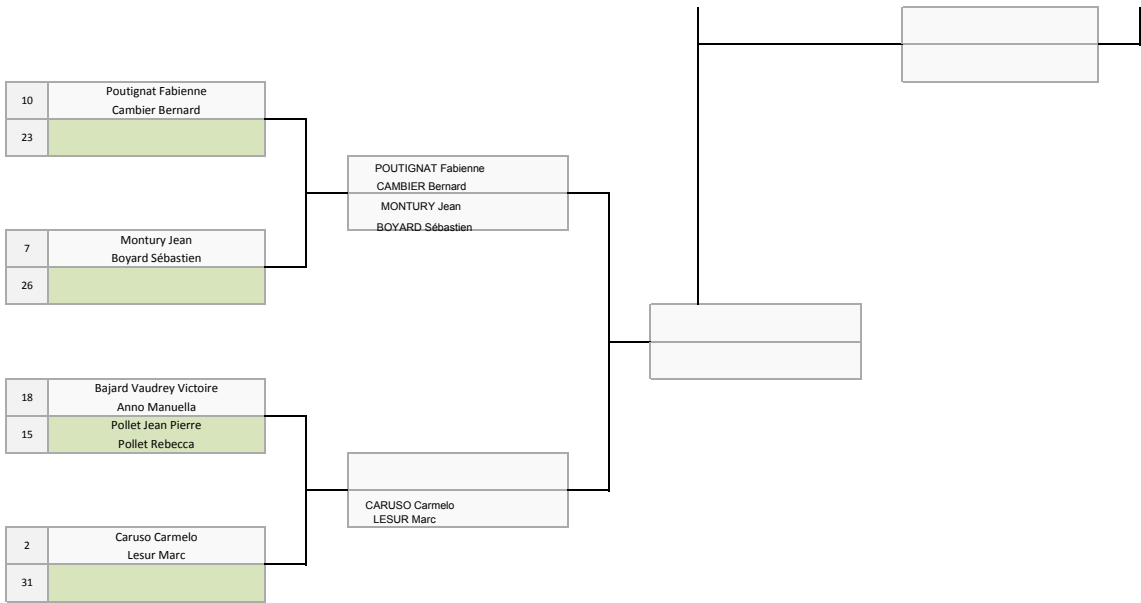 10
Poutignat Fabienne
Cambier Bernard
23
POUTIGNAT Fabienne
CAMBIER Bernard
MONTURY Jean
BOYARD Sébastien
7
Montury Jean
Boyard Sébastien
26
18
Bajard Vaudrey Victoire
Anno Manuella
15
Pollet Jean Pierre
Pollet Rebecca
CARUSO Carmelo
LESUR Marc
2
Caruso Carmelo
Lesur Marc
31